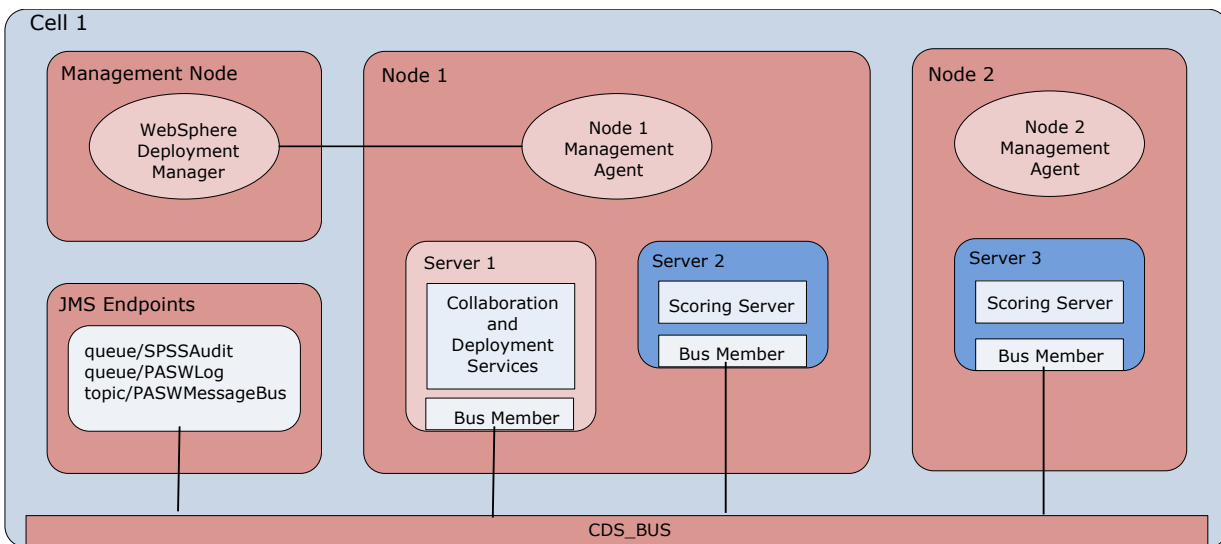 Cell 1
Management Node
WebSphere
Deployment
Manager
Node 1
Node 1
Management
Agent
Node 2
Node 2
Management
Agent
JMS Endpoints
queue/SPSSAudit
queue/PASWLog
topic/PASWMessageBus
Server 1
Collaboration
and
Deployment
Services
Bus Member
Server 2
Scoring Server
Bus Member
Server 3
Scoring Server
Bus Member
CDS_BUS